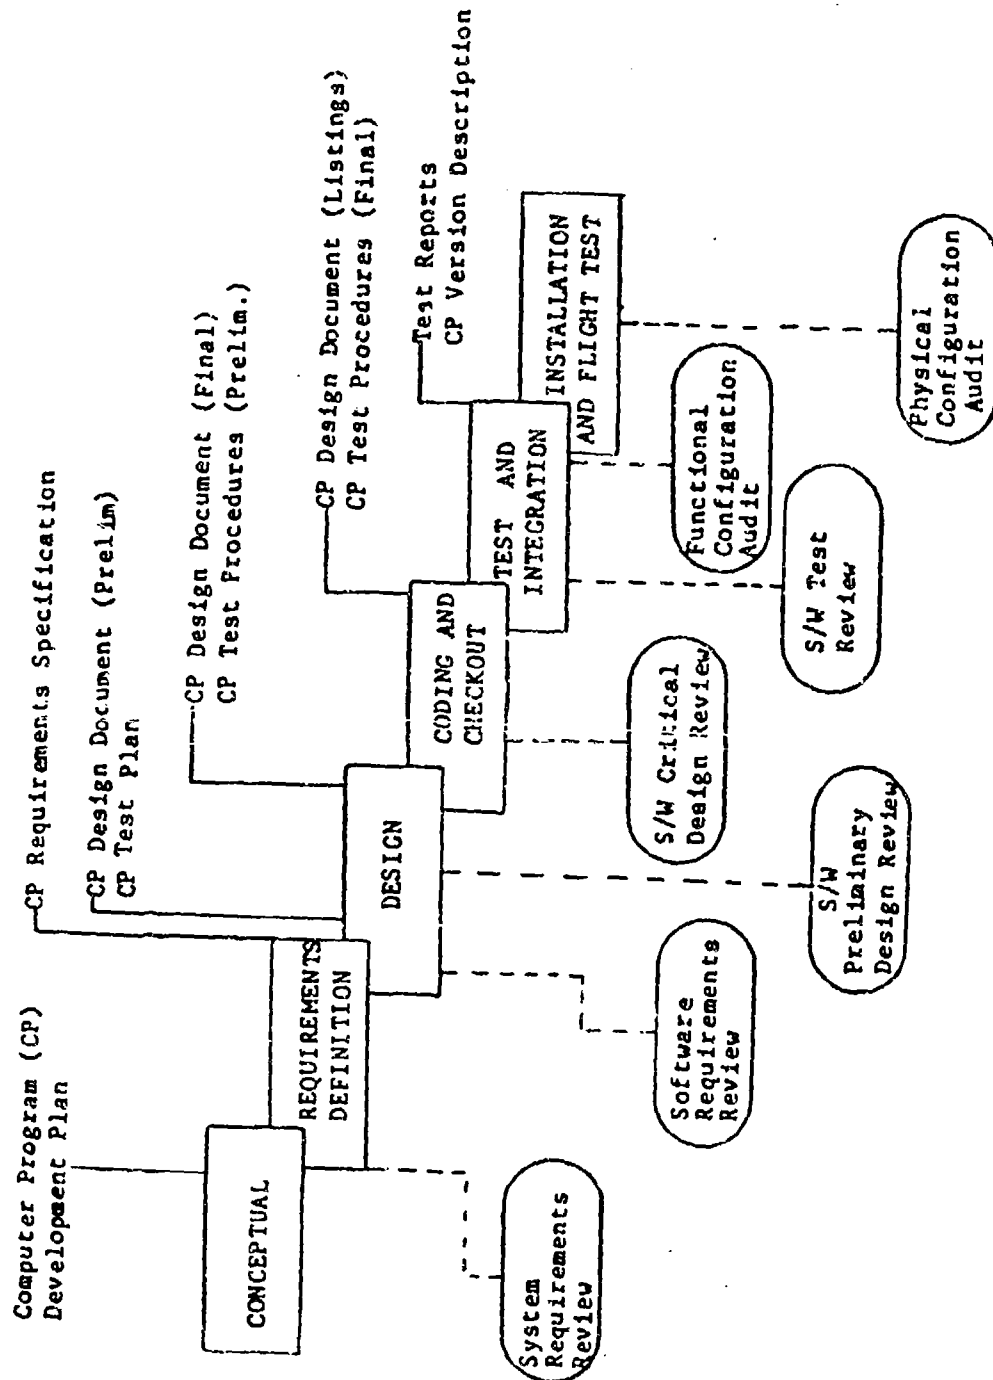 Computer Program (CP)
Development Plan
CP Requirements Specification
CP Design Document (Prelim)
CP Test Plan
CP Design Document (Final)
CP Test Procedures (Prelim.)
CP Design Document (Listings)
CP Test Procedures (Final)
Test Reports
CP Version Description
CONCEPTUAL
REQUIREMENTS
DEFINITION
DESIGN
CODING AND
CHECKOUT
TEST AND
INTEGRATION
INSTALLATION
AND FLIGHT TEST
System
Requirements
Review
Software
Requirements
Review
S/W
Preliminary
Design Review
S/W Critical
Design Review
S/W Test
Review
Functional
Configuration
Audit
Physical
Configuration
Audit